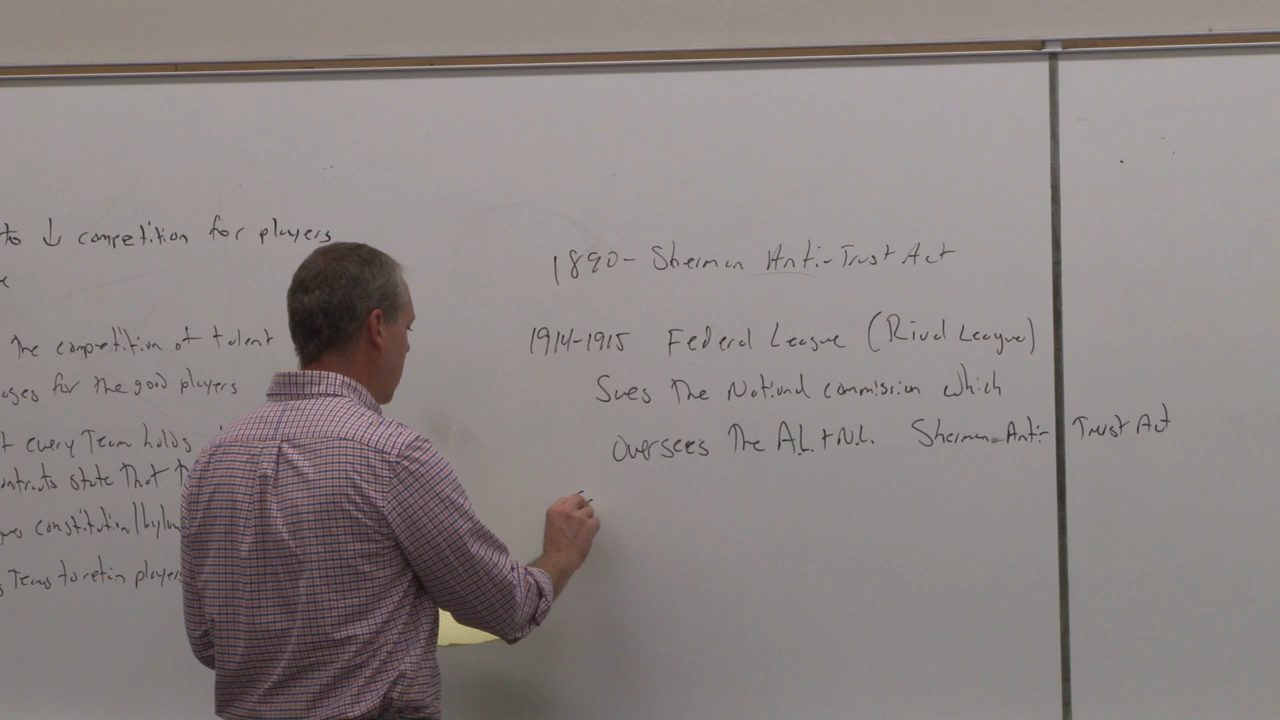 to ↓ competition for players
The competition of talent
for the good players
every Team holds
state that
constitution/bylaw
Teams to retain players
1890- Sherman Anti-Trust Act
1914-1915 Federal League (Rival League)
Sues The National commission which
oversees The A.L. + N.L. Sherman Anti- Trust Act